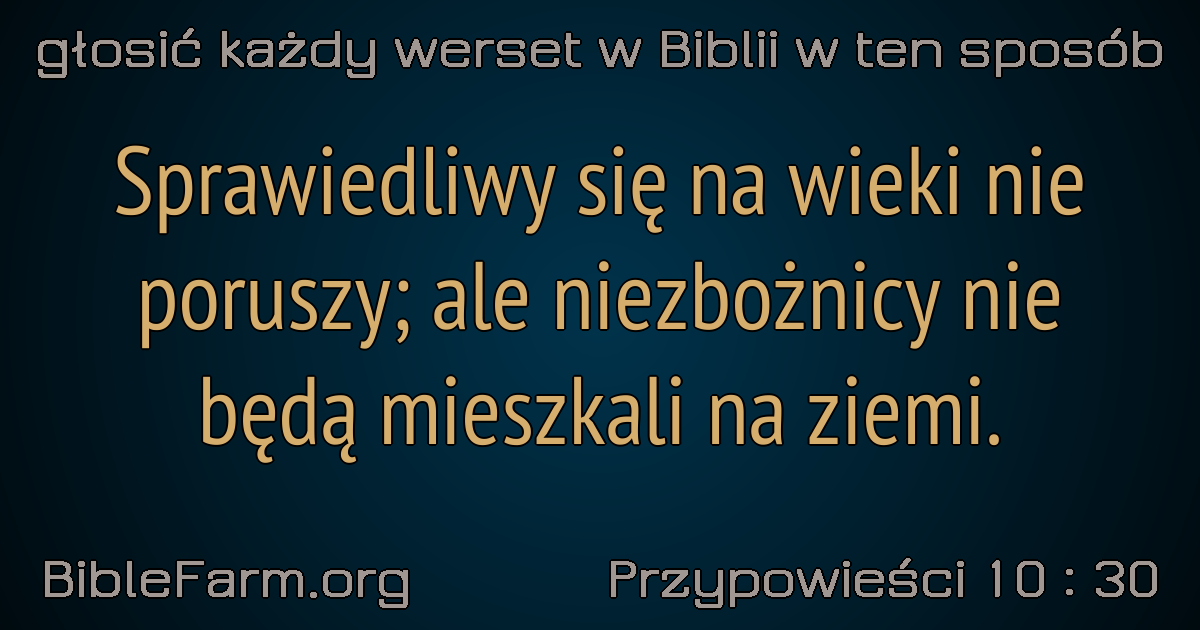 głosić każdy werset w Biblii w ten sposób
Sprawiedliwy się na wieki nie
poruszy; ale niezbożnicy nie
będą mieszkali na ziemi.
BibleFarm.org
Przypowieści 10 : 30